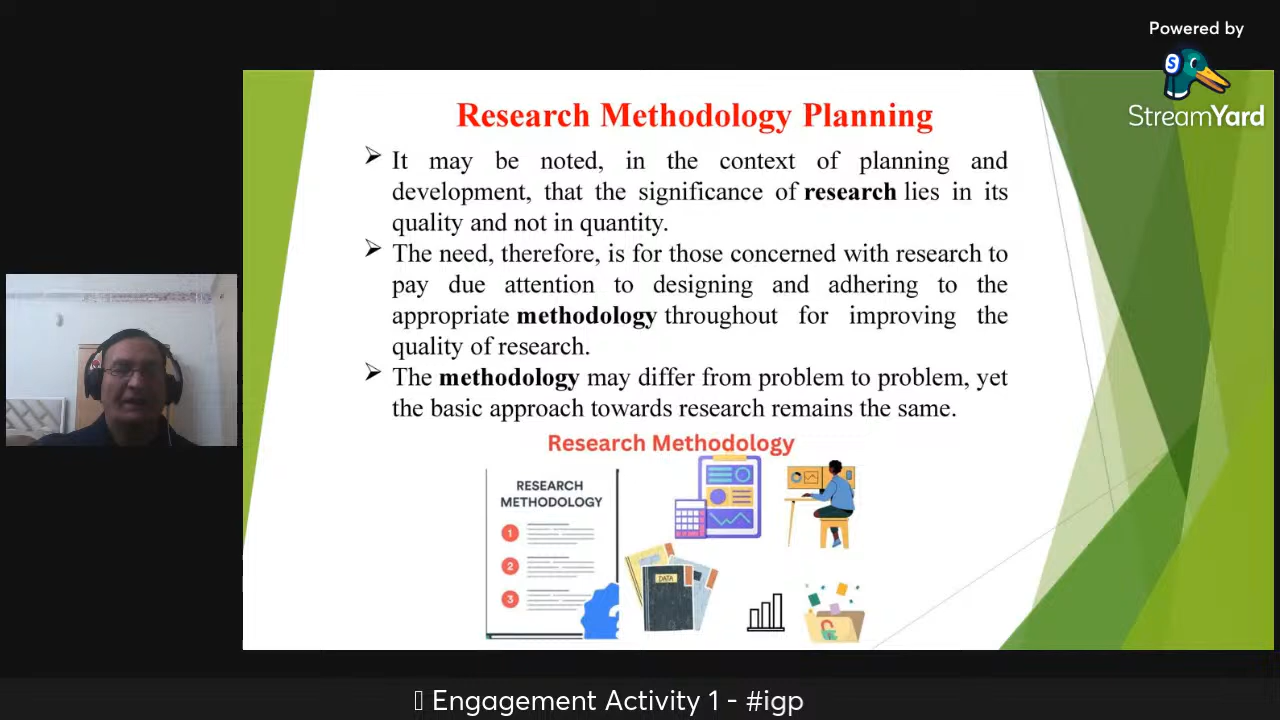 Powered by
StreamYard
Research Methodology Planning
➢ It may be noted, in the context of planning and
development, that the significance of research lies in its
quality and not in quantity.
➢ The need, therefore, is for those concerned with research to
pay due attention to designing and adhering to the
appropriate methodology throughout for improving the
quality of research.
➢ The methodology may differ from problem to problem, yet
the basic approach towards research remains the same.
Research Methodology
RESEARCH
METHODOLOGY
1
2
3
DATA
Engagement Activity 1 - #igp